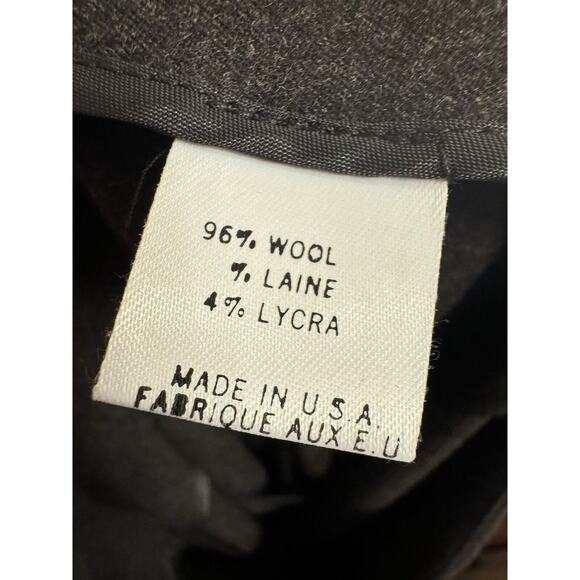 96% WOOL
% LAINE
4% LYCRA
MADE IN U S A.
FABRIQUE AUX E.U